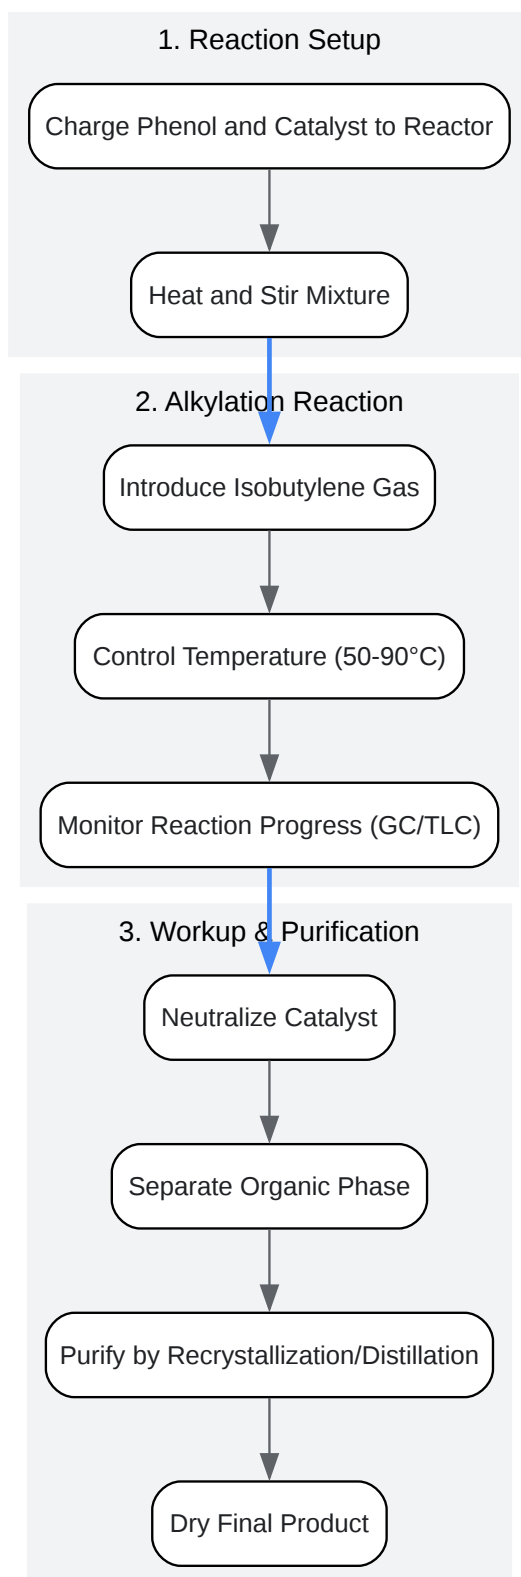 1. Reaction Setup
Charge Phenol and Catalyst to Reactor
Heat and Stir Mixture
2. Alkylation Reaction
Introduce Isobutylene Gas
Control Temperature (50-90°C)
Monitor Reaction Progress (GC/TLC)
3. Workup & Purification
Neutralize Catalyst
Separate Organic Phase
Purify by Recrystallization/Distillation
Dry Final Product